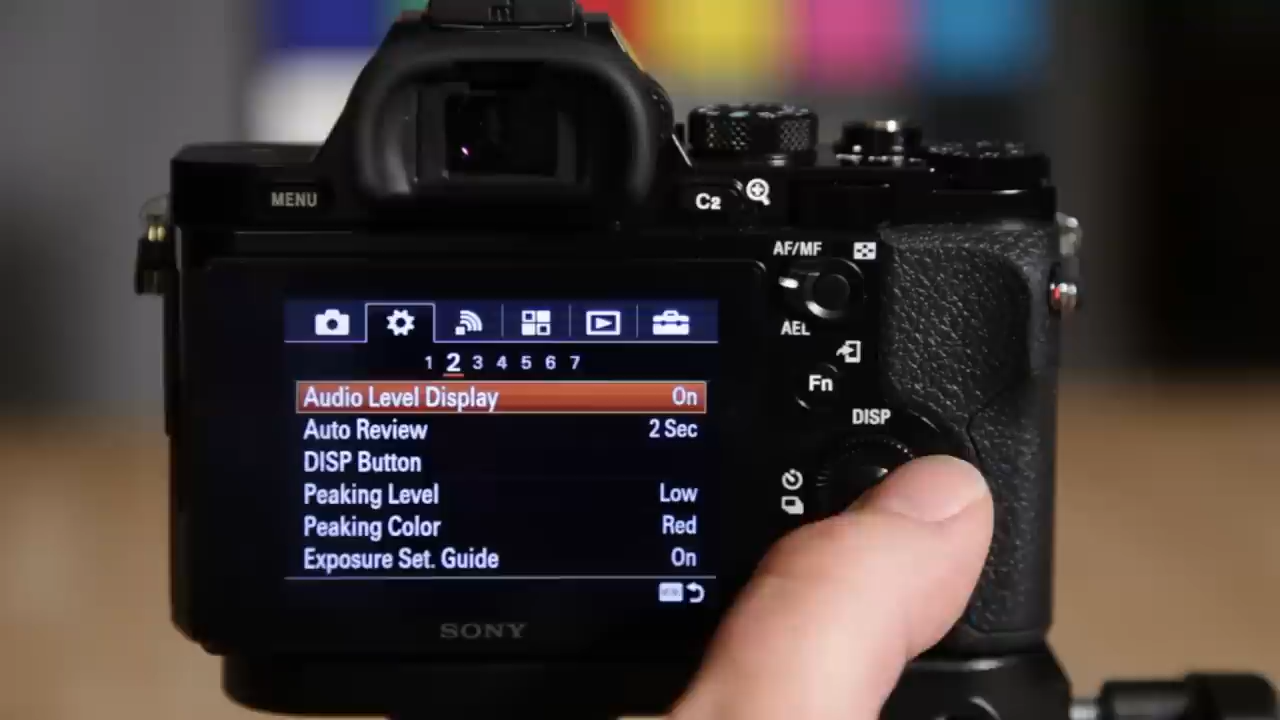 MENU
C2
AF/MF
AEL
Fn
DISP
1 2 3 4 5 6 7
Audio Level Display On
Auto Review 2 Sec
DISP Button
Peaking Level Low
Peaking Color Red
Exposure Set. Guide On
MENU
SONY